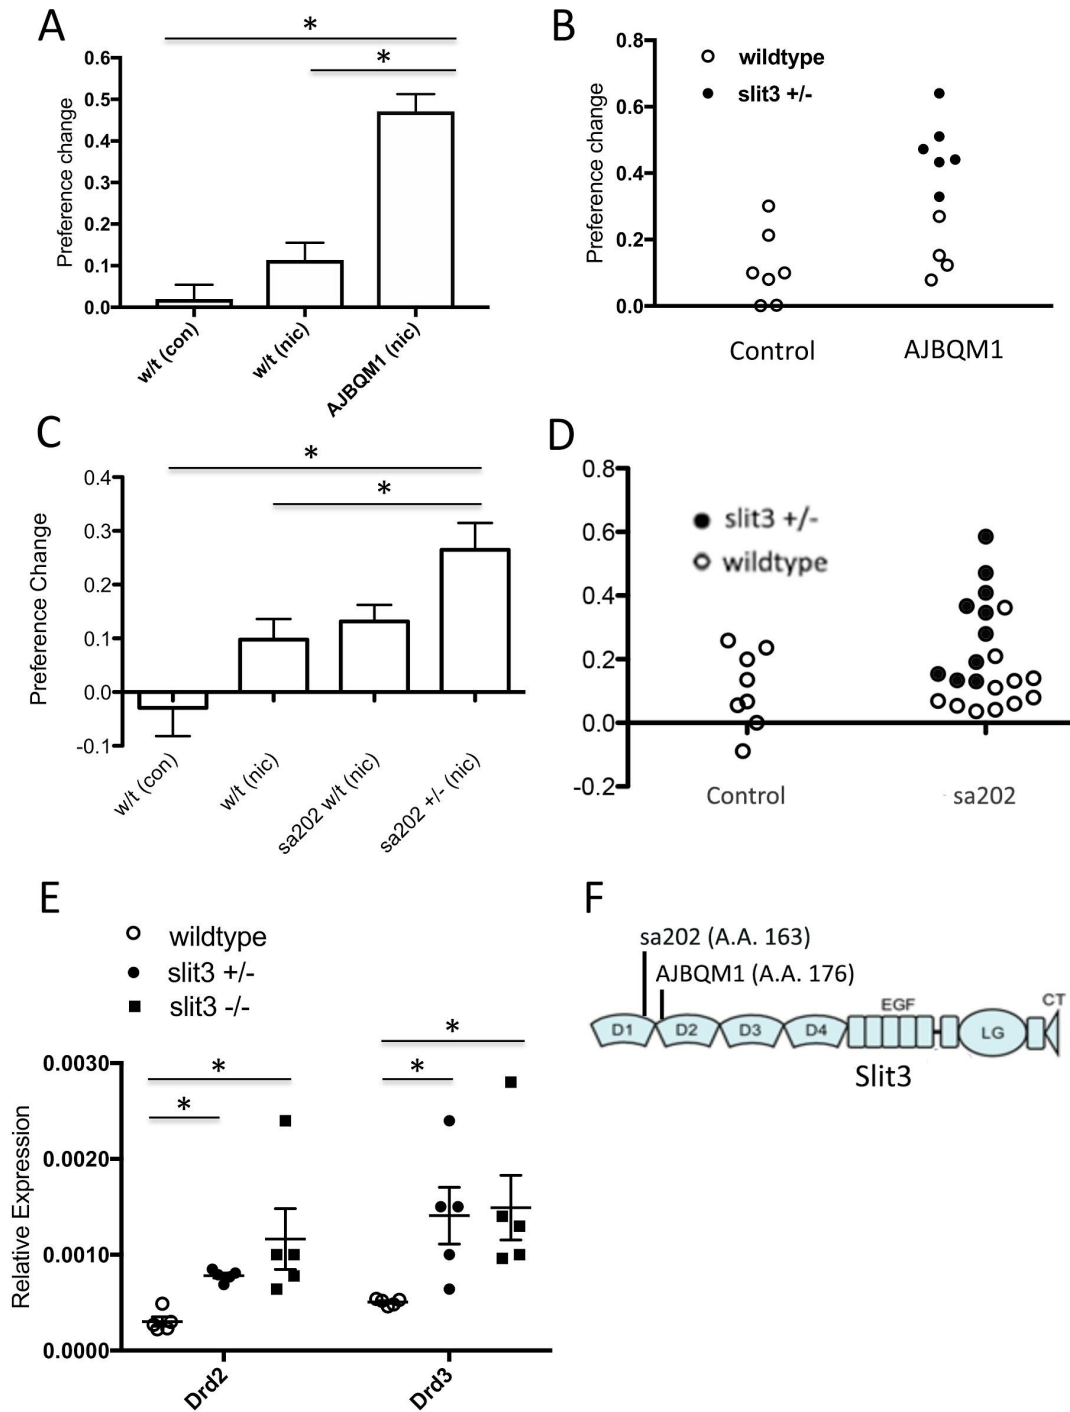 A
*
*
0.6
0.5
0.4
0.3
0.2
0.1
0.0
Preference change
w/t (con)
w/t (nic)
AJBQM1 (nic)
B
wildtype
slit3 +/-
0.8
0.6
0.4
0.2
0.0
Preference change
Control
AJBQM1
C
*
*
0.4
0.3
0.2
0.1
0.0
-0.1
Preference Change
w/t (con)
w/t (nic)
sa202 w/t (nic)
sa202 +/- (nic)
D
slit3 +/-
wildtype
0.8
0.6
0.4
0.2
0.0
-0.2
Control
sa202
E
wildtype
slit3 +/-
slit3 -/-
*
*
*
*
0.0030
0.0020
0.0010
0.0000
Relative Expression
Drd2
Drd3
F
sa202 (A.A. 163)
AJBQM1 (A.A. 176)
EGF
CT
D1
D2
D3
D4
LG
Slit3